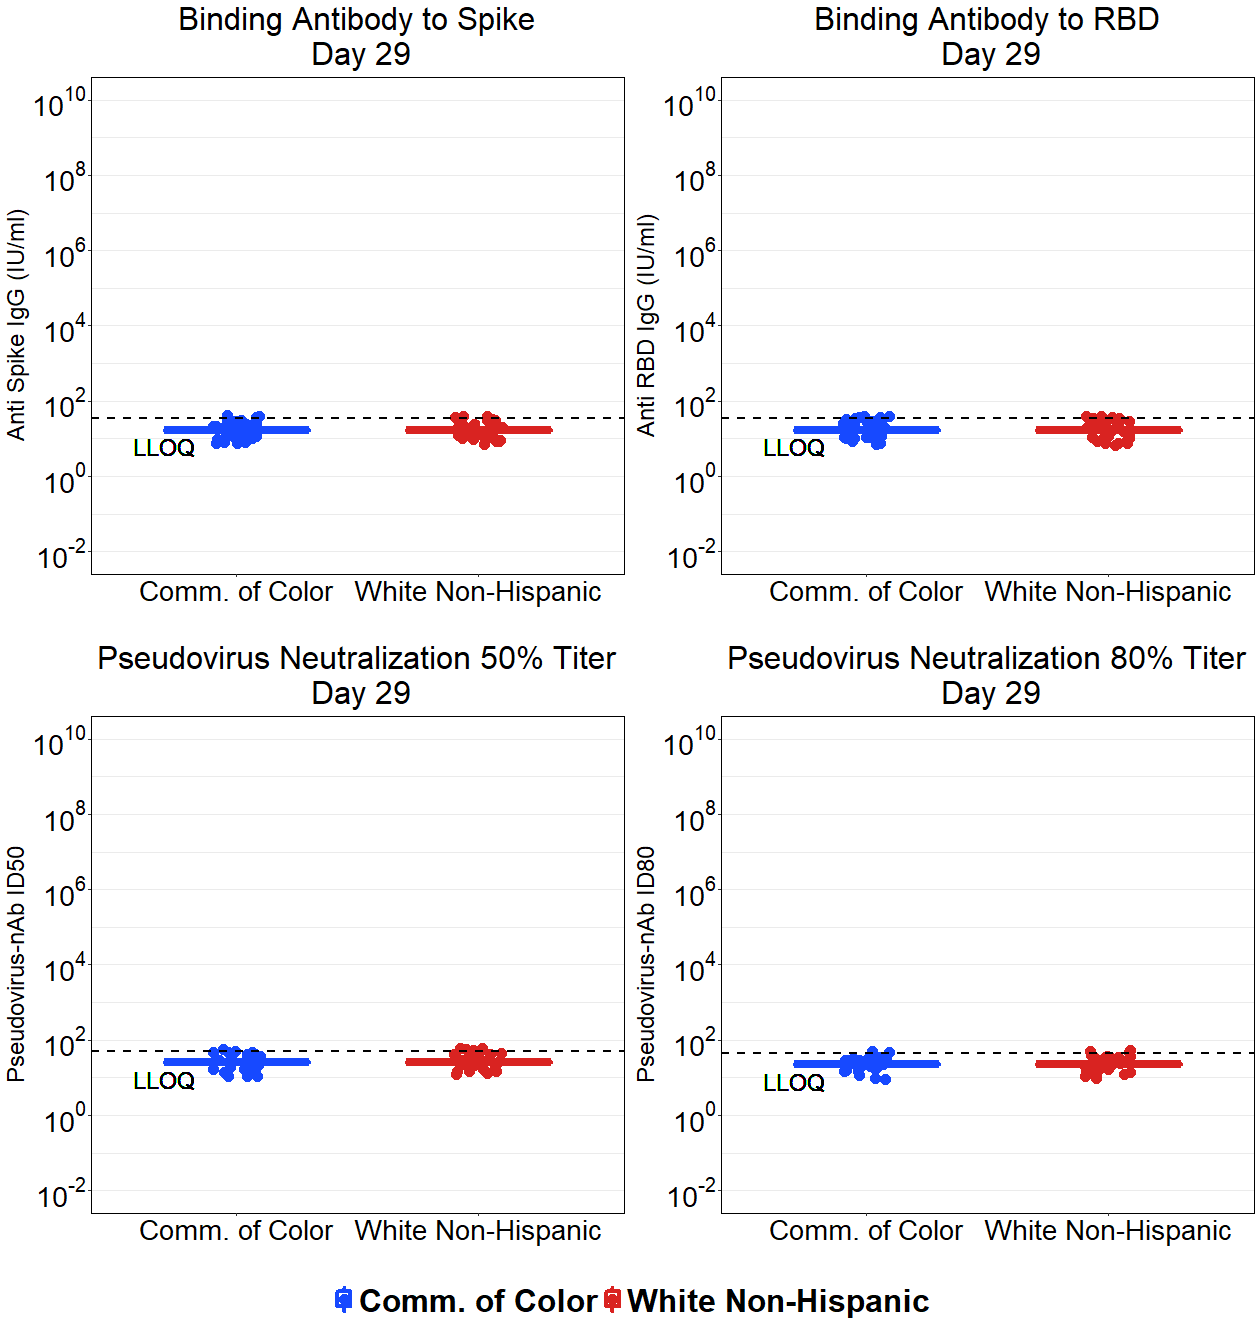 Binding Antibody to Spike
Day 29
Anti Spike IgG (IU/ml)
10^10
10^8
10^6
10^4
10^2
10^0
10^-2
LLOQ
Comm. of Color White Non-Hispanic
Binding Antibody to RBD
Day 29
Anti RBD IgG (IU/ml)
10^10
10^8
10^6
10^4
10^2
10^0
10^-2
LLOQ
Comm. of Color White Non-Hispanic
Pseudovirus Neutralization 50% Titer
Day 29
Pseudovirus-nAb ID50
10^10
10^8
10^6
10^4
10^2
10^0
10^-2
LLOQ
Comm. of Color White Non-Hispanic
Pseudovirus Neutralization 80% Titer
Day 29
Pseudovirus-nAb ID80
10^10
10^8
10^6
10^4
10^2
10^0
10^-2
LLOQ
Comm. of Color White Non-Hispanic
Comm. of Color White Non-Hispanic